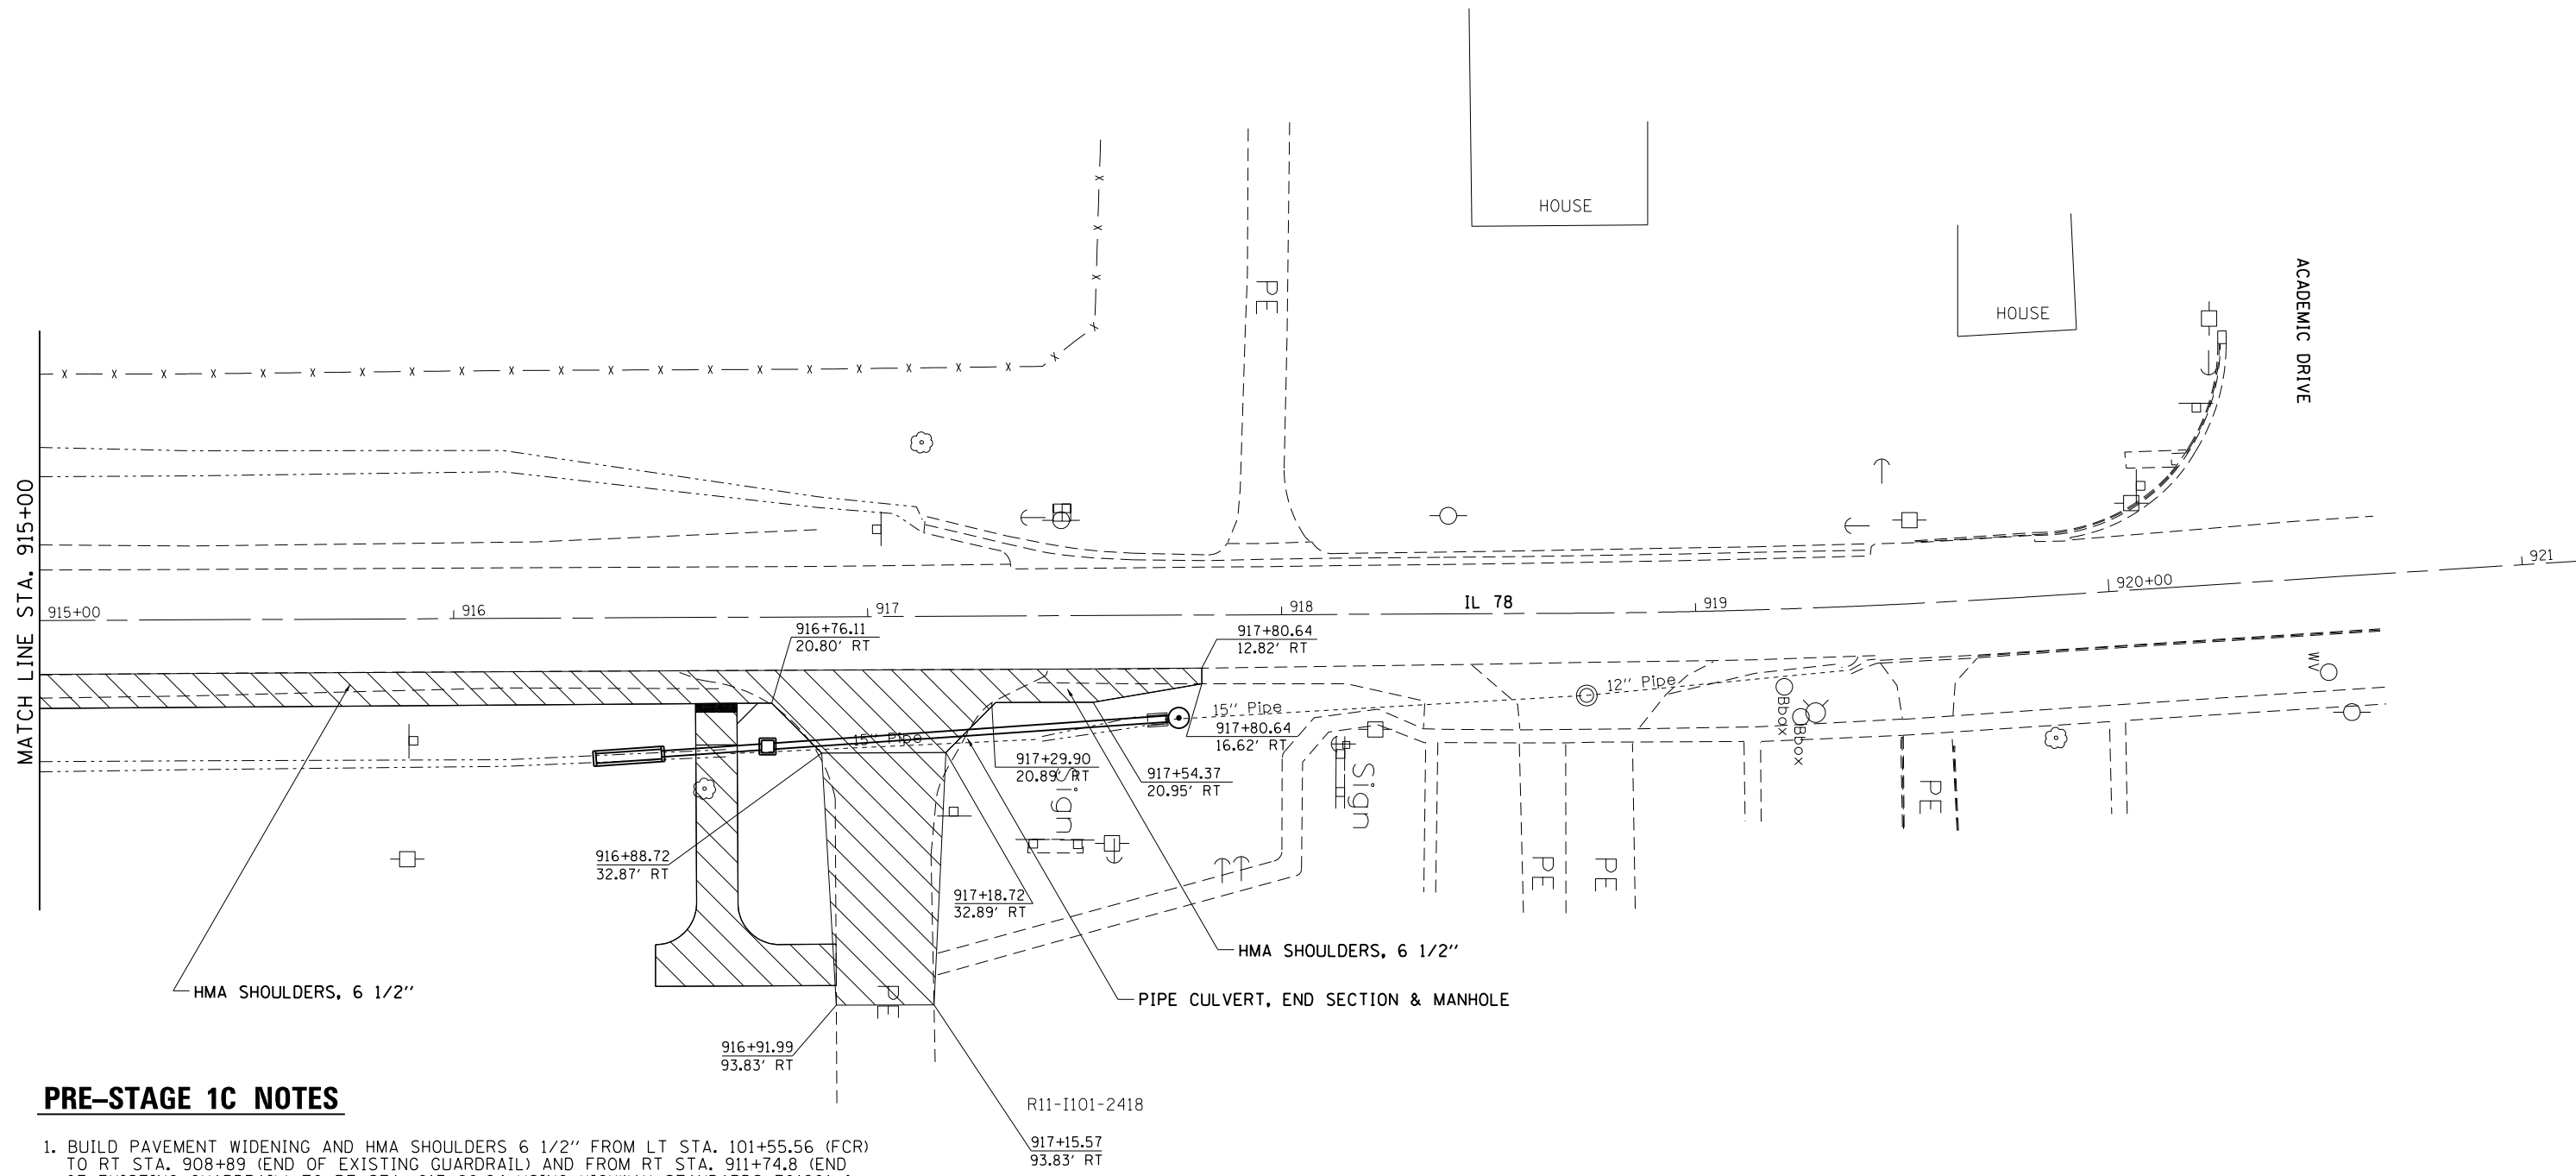 HOUSE
HOUSE
ACADEMIC DRIVE
PE
MATCH LINE STA. 915+00
915+00
916
917
918
IL 78
919
920+00
921
916+76.11
20.80' RT
917+80.64
12.82' RT
WV
12'' Pipe
15'' Pipe
15'' Pipe
917+80.64
16.62' RT
Bbox
Bbox
917+29.90
20.89' RT
917+54.37
20.95' RT
Sign
Sign
PE
PE
PE
916+88.72
32.87' RT
917+18.72
32.89' RT
HMA SHOULDERS, 6 1/2''
HMA SHOULDERS, 6 1/2''
PIPE CULVERT, END SECTION & MANHOLE
PE
916+91.99
93.83' RT
R11-I101-2418
917+15.57
93.83' RT
PRE-STAGE 1C NOTES
1. BUILD PAVEMENT WIDENING AND HMA SHOULDERS 6 1/2'' FROM LT STA. 101+55.56 (FCR)
TO RT STA. 908+89 (END OF EXISTING GUARDRAIL) AND FROM RT STA. 911+74.8 (END